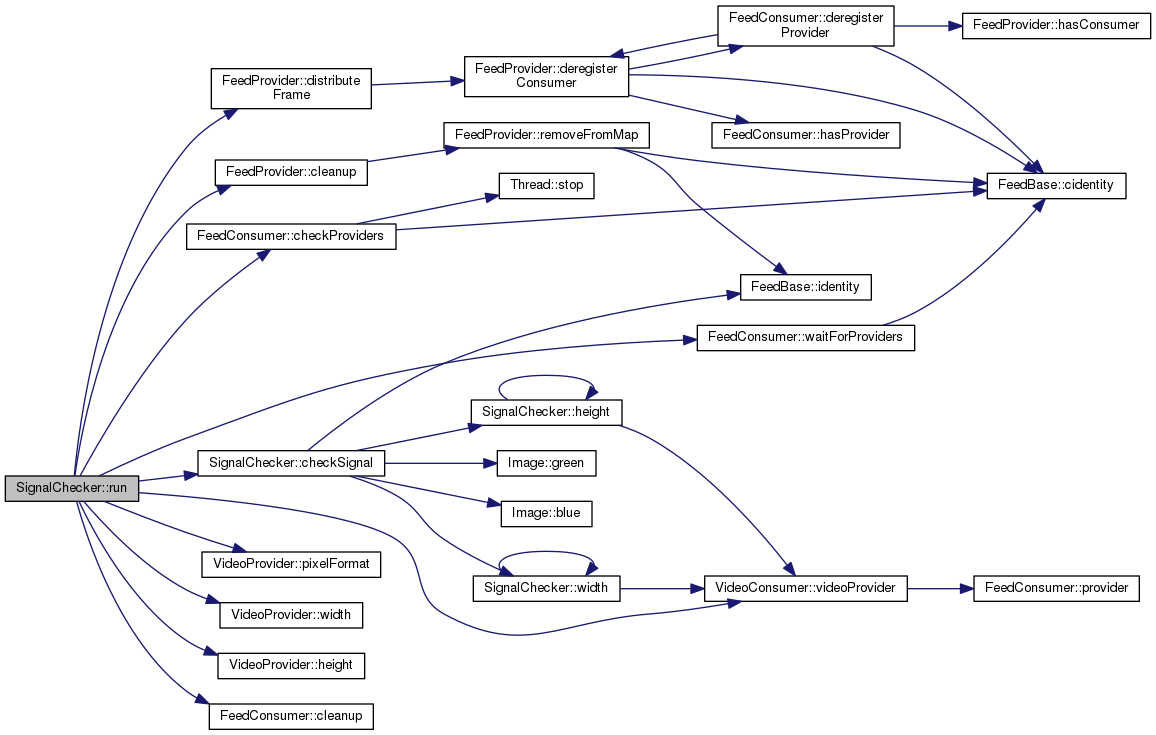 FeedConsumer::deregister
Provider
FeedProvider::hasConsumer
FeedProvider::distribute
Frame
FeedProvider::deregister
Consumer
FeedProvider::removeFromMap
FeedConsumer::hasProvider
FeedProvider::cleanup
Thread::stop
FeedBase::cidentity
FeedConsumer::checkProviders
FeedBase::identity
FeedConsumer::waitForProviders
SignalChecker::height
SignalChecker::checkSignal
Image::green
SignalChecker::run
Image::blue
VideoProvider::pixelFormat
SignalChecker::width
VideoConsumer::videoProvider
FeedConsumer::provider
VideoProvider::width
VideoProvider::height
FeedConsumer::cleanup